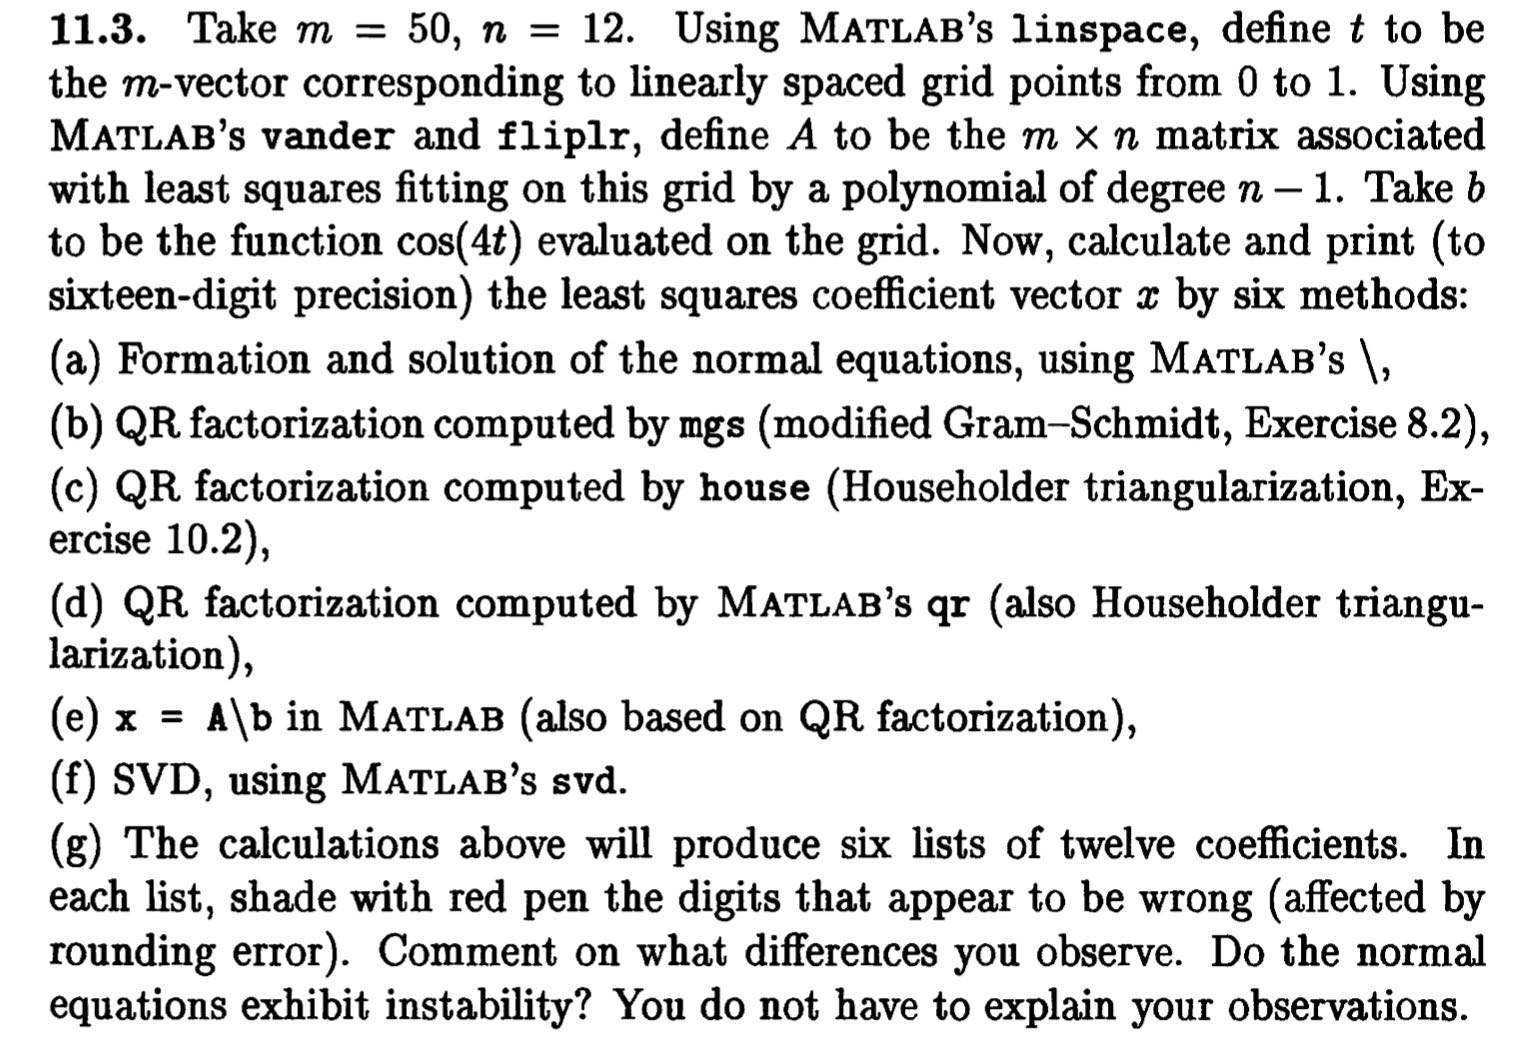 11.3. Take m = 50, n = 12. Using MATLAB's linspace, define t to be
the m-vector corresponding to linearly spaced grid points from 0 to 1. Using
MATLAB's vander and fliplr, define A to be the m × n matrix associated
with least squares fitting on this grid by a polynomial of degree n − 1. Take b
to be the function cos(4t) evaluated on the grid. Now, calculate and print (to
sixteen-digit precision) the least squares coefficient vector x by six methods:
(a) Formation and solution of the normal equations, using MATLAB's \,
(b) QR factorization computed by mgs (modified Gram–Schmidt, Exercise 8.2),
(c) QR factorization computed by house (Householder triangularization, Ex-
ercise 10.2),
(d) QR factorization computed by MATLAB's qr (also Householder triangu-
larization),
(e) x = A\b in MATLAB (also based on QR factorization),
(f) SVD, using MATLAB's svd.
(g) The calculations above will produce six lists of twelve coefficients. In
each list, shade with red pen the digits that appear to be wrong (affected by
rounding error). Comment on what differences you observe. Do the normal
equations exhibit instability? You do not have to explain your observations.